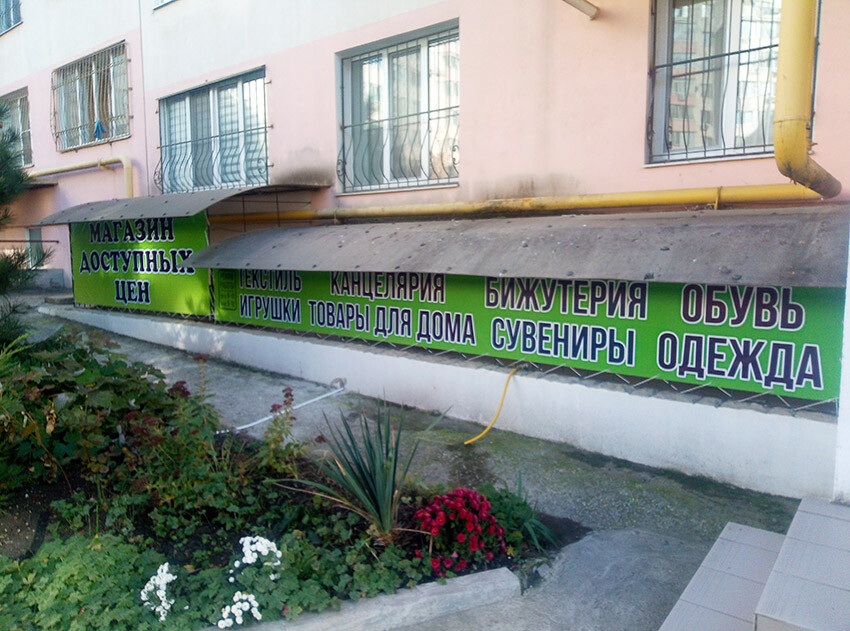 МАГАЗИН
ДОСТУПНЫХ
ЦЕН
ТЕКСТИЛЬ КАНЦЕЛЯРИЯ БИЖУТЕРИЯ ОБУВЬ
ИГРУШКИ ТОВАРЫ ДЛЯ ДОМА СУВЕНИРЫ ОДЕЖДА